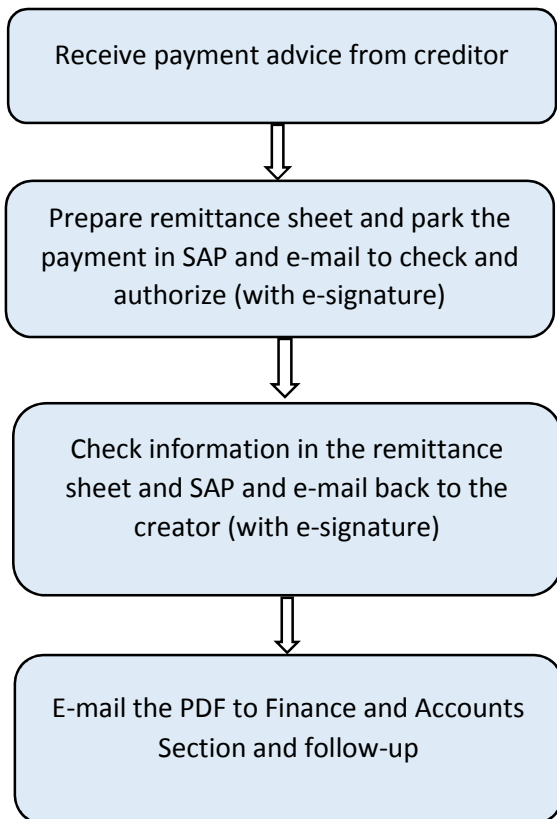 Receive payment advice from creditor
Prepare remittance sheet and park the
payment in SAP and e-mail to check and
authorize (with e-signature)
Check information in the remittance
sheet and SAP and e-mail back to the
creator (with e-signature)
E-mail the PDF to Finance and Accounts
Section and follow-up